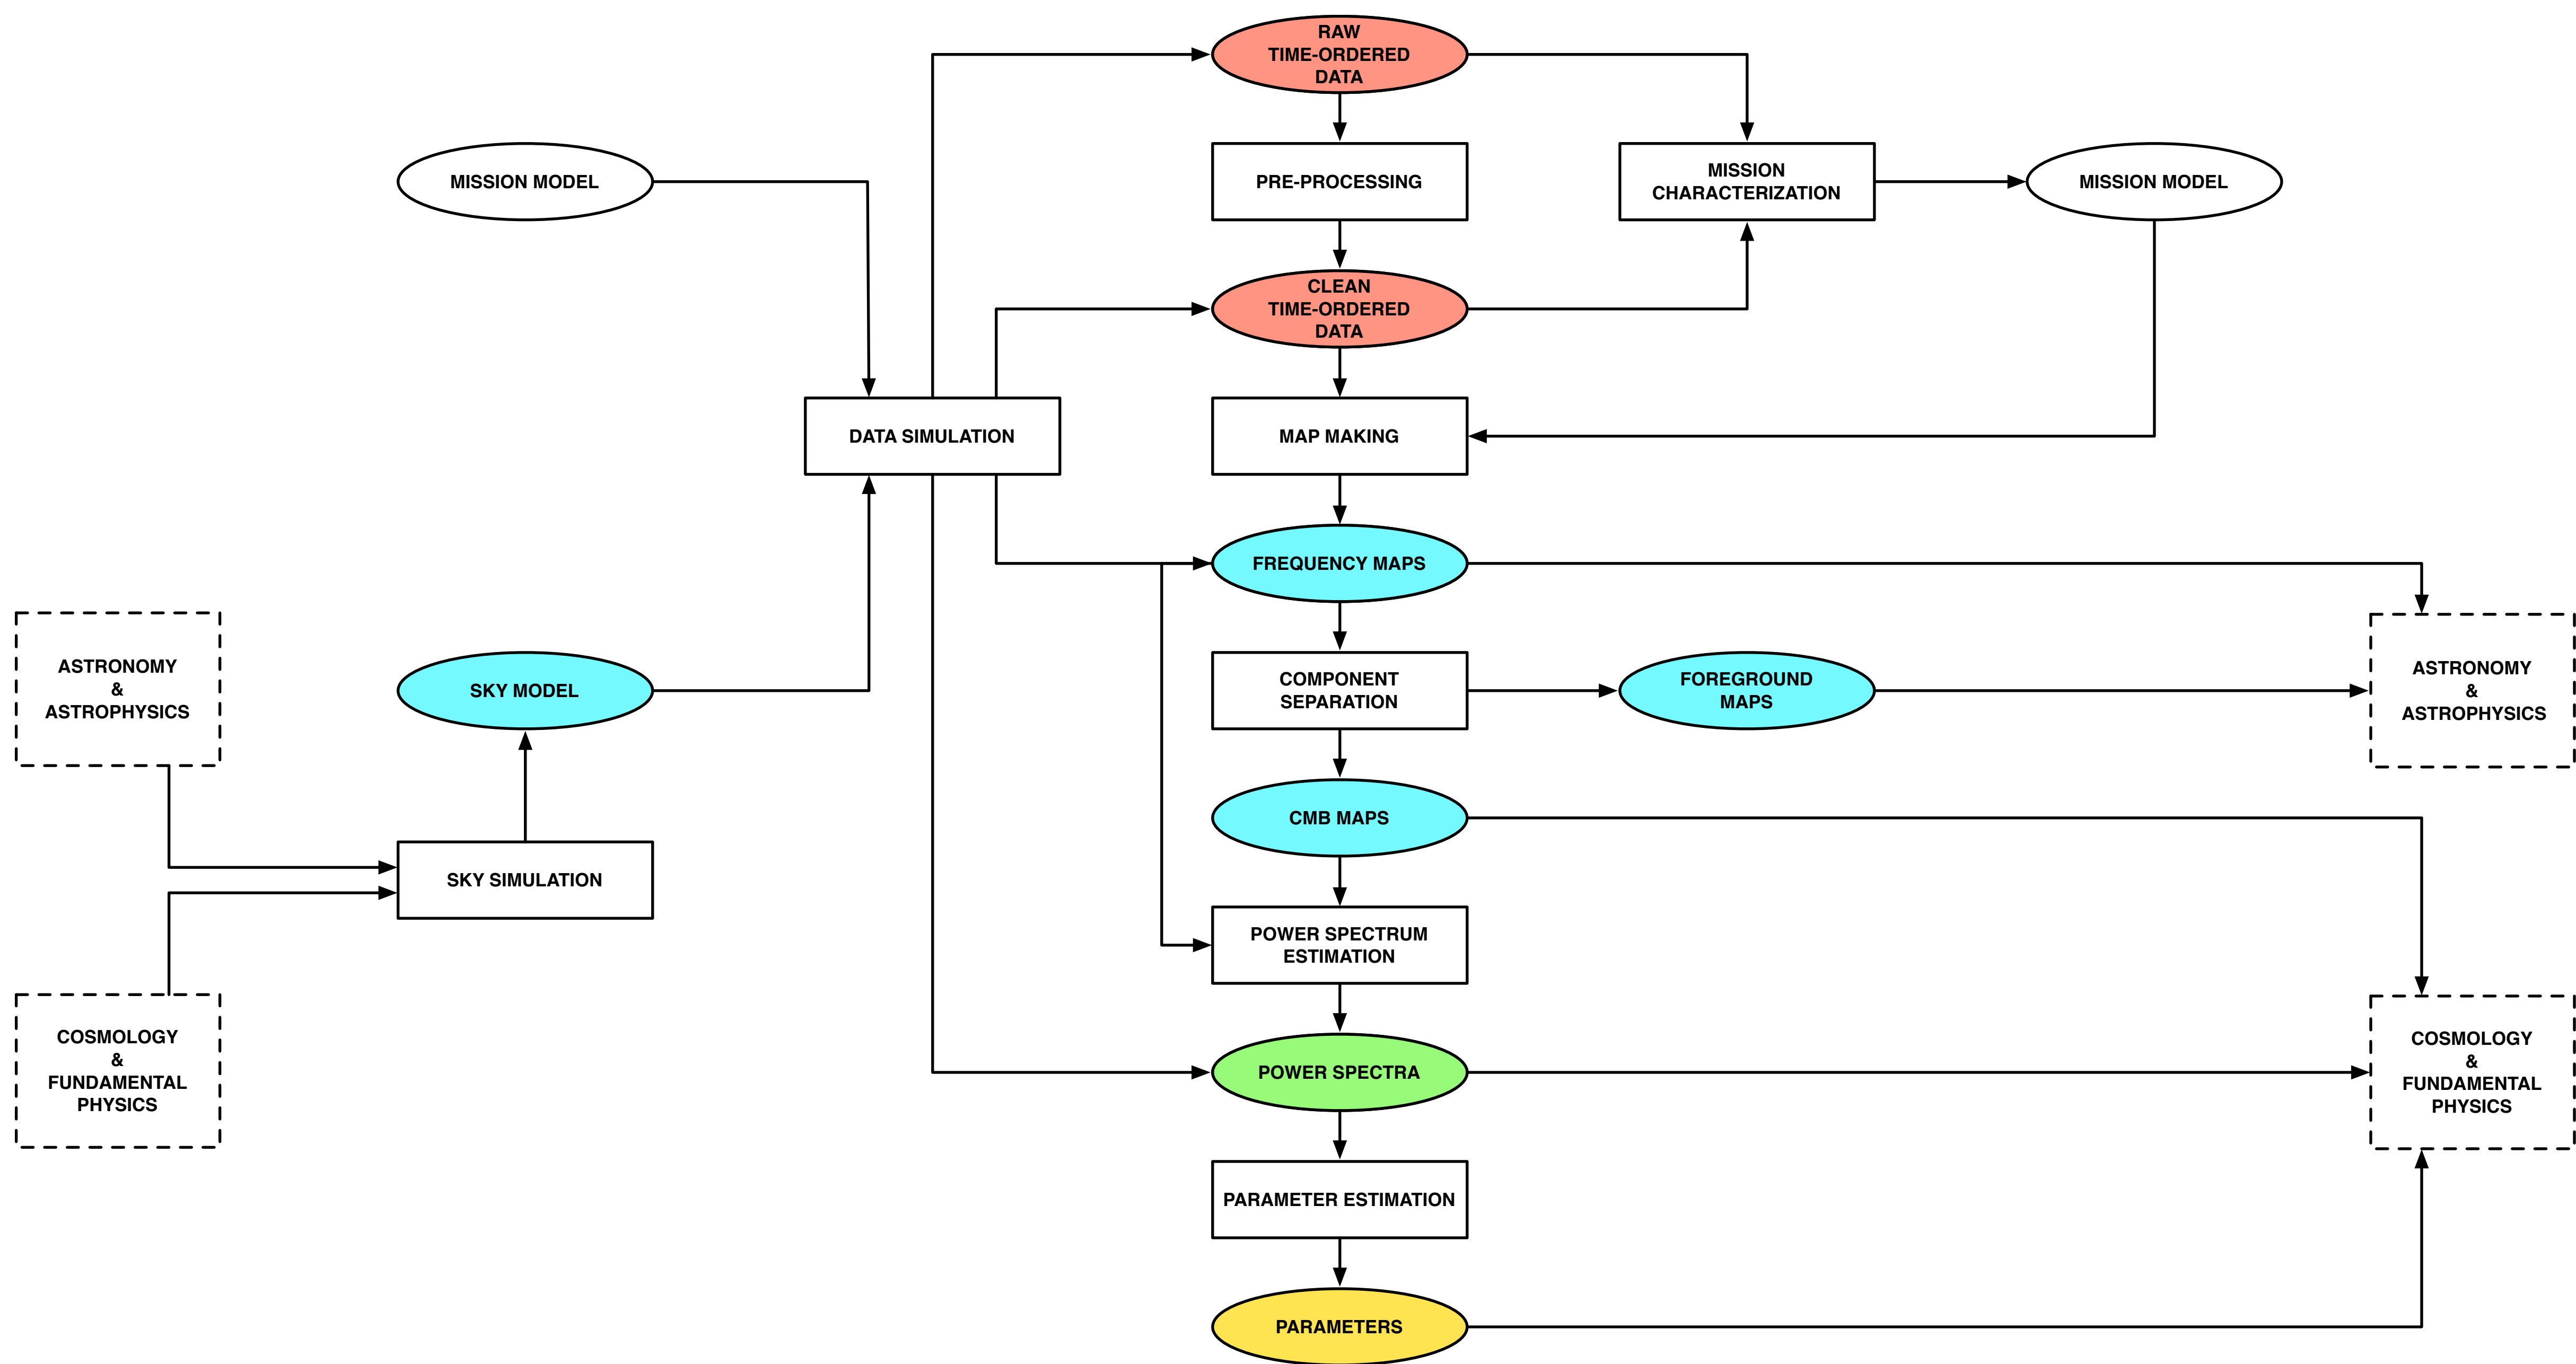 RAW
TIME-ORDERED
DATA
MISSION MODEL
PRE-PROCESSING
MISSION
CHARACTERIZATION
MISSION MODEL
CLEAN
TIME-ORDERED
DATA
DATA SIMULATION
MAP MAKING
FREQUENCY MAPS
ASTRONOMY
&
ASTROPHYSICS
SKY MODEL
COMPONENT
SEPARATION
FOREGROUND
MAPS
ASTRONOMY
&
ASTROPHYSICS
CMB MAPS
SKY SIMULATION
POWER SPECTRUM
ESTIMATION
COSMOLOGY
&
FUNDAMENTAL
PHYSICS
POWER SPECTRA
COSMOLOGY
&
FUNDAMENTAL
PHYSICS
PARAMETER ESTIMATION
PARAMETERS